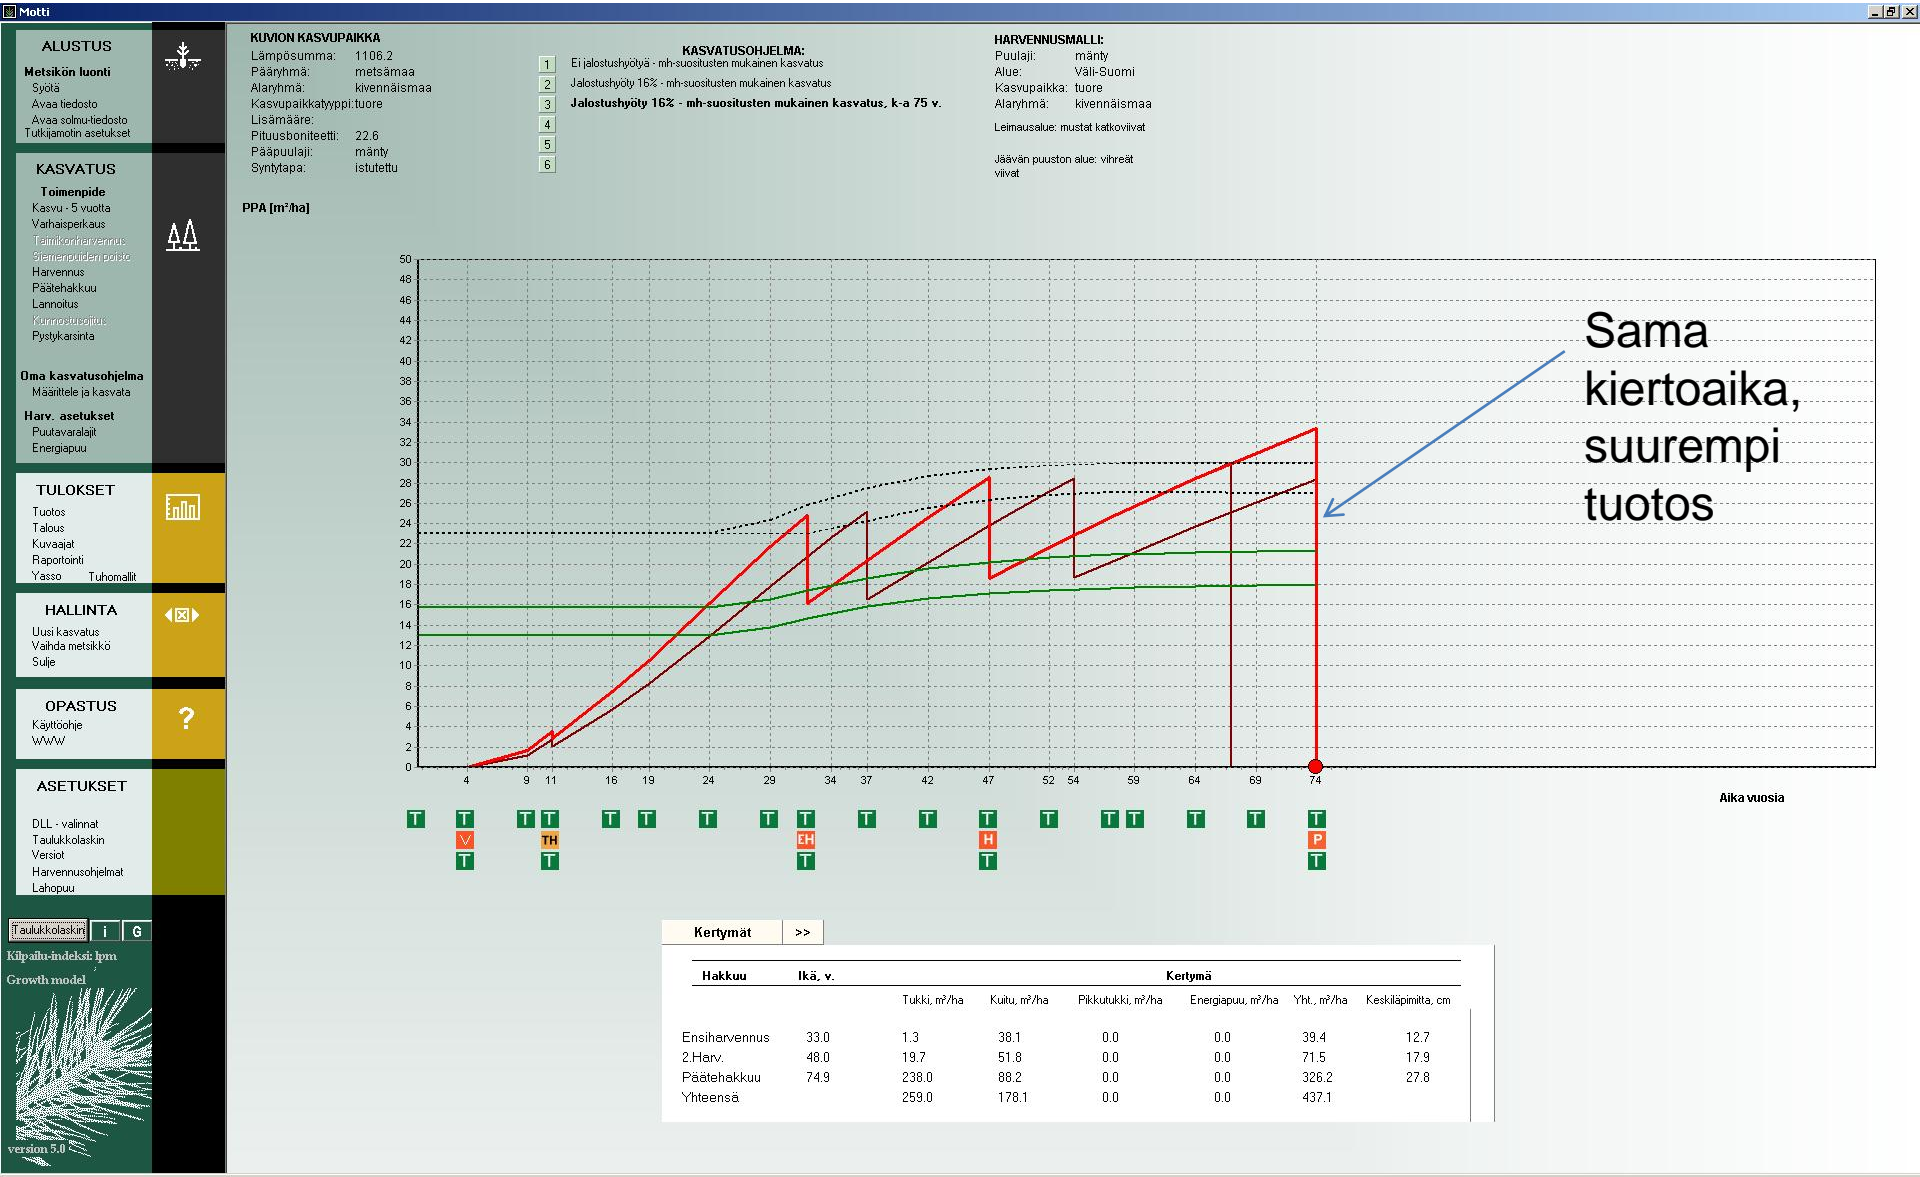 Motti
ALUSTUS
Metsikön luonti
Syötä
Avaa tiedosto
Avaa solmu-tiedosto
Tutkijamotin asetukset
KASVATUS
Toimenpide
Kasvu - 5 vuotta
Varhaisperkaus
Taimikonharvennus
Siemenpuiden poisto
Harvennus
Päätehakkuu
Lannoitus
Kunnostusojitus
Pystykarsinta
Oma kasvatusohjelma
Määrittele ja kasvata
Harv. asetukset
Puutavaralajit
Energiapuu
TULOKSET
Tuotos
Talous
Kuvaajat
Raportointi
Yasso Tuhomallit
HALLINTA
Uusi kasvatus
Vaihda metsikkö
Sulje
OPASTUS
?
Käyttöohje
WWW
ASETUKSET
DLL - valinnat
Taulukkolaskin
Versiot
Harvennusohjelmat
Lahopuu
Taulukkolaskin i G
Kilpailu-indeksi: lpm
Growth model
version 5.0
KUVION KASVUPAIKKA
Lämpösumma: 1106.2
Pääryhmä: metsämaa
Alaryhmä: kivennäismaa
Kasvupaikkatyyppi: tuore
Lisämääre:
Pituusboniteetti: 22.6
Pääpuulaji: mänty
Syntytapa: istutettu
KASVATUSOHJELMA:
1 Ei jalostushyötyä - mh-suositusten mukainen kasvatus
2 Jalostushyöty 16% - mh-suositusten mukainen kasvatus
3 Jalostushyöty 16% - mh-suositusten mukainen kasvatus, k-a 75 v.
4
5
6
HARVENNUSMALLI:
Puulaji: mänty
Alue: Väli-Suomi
Kasvupaikka: tuore
Alaryhmä: kivennäismaa
Leimausalue: mustat katkoviivat
Jäävän puuston alue: vihreät
viivat
PPA [m³/ha]
50
48
46
44
42
40
38
36
34
32
30
28
26
24
22
20
18
16
14
12
10
8
6
4
2
0
4 9 11 16 19 24 29 34 37 42 47 52 54 59 64 69 74
Aika vuosia
Sama
kiertoaika,
suurempi
tuotos
T T T T T T T T T T T T T T T T T T
V TH EH H P
T T T T T
Kertymät >>
Hakkuu Ikä, v. Kertymä
Tukki, m³/ha Kuitu, m³/ha Pikkutukki, m³/ha Energiapuu, m³/ha Yht., m³/ha Keskiläpimitta, cm
Ensiharvennus 33.0 1.3 38.1 0.0 0.0 39.4 12.7
2.Harv. 48.0 19.7 51.8 0.0 0.0 71.5 17.9
Päätehakkuu 74.9 238.0 88.2 0.0 0.0 326.2 27.8
Yhteensä 259.0 178.1 0.0 0.0 437.1